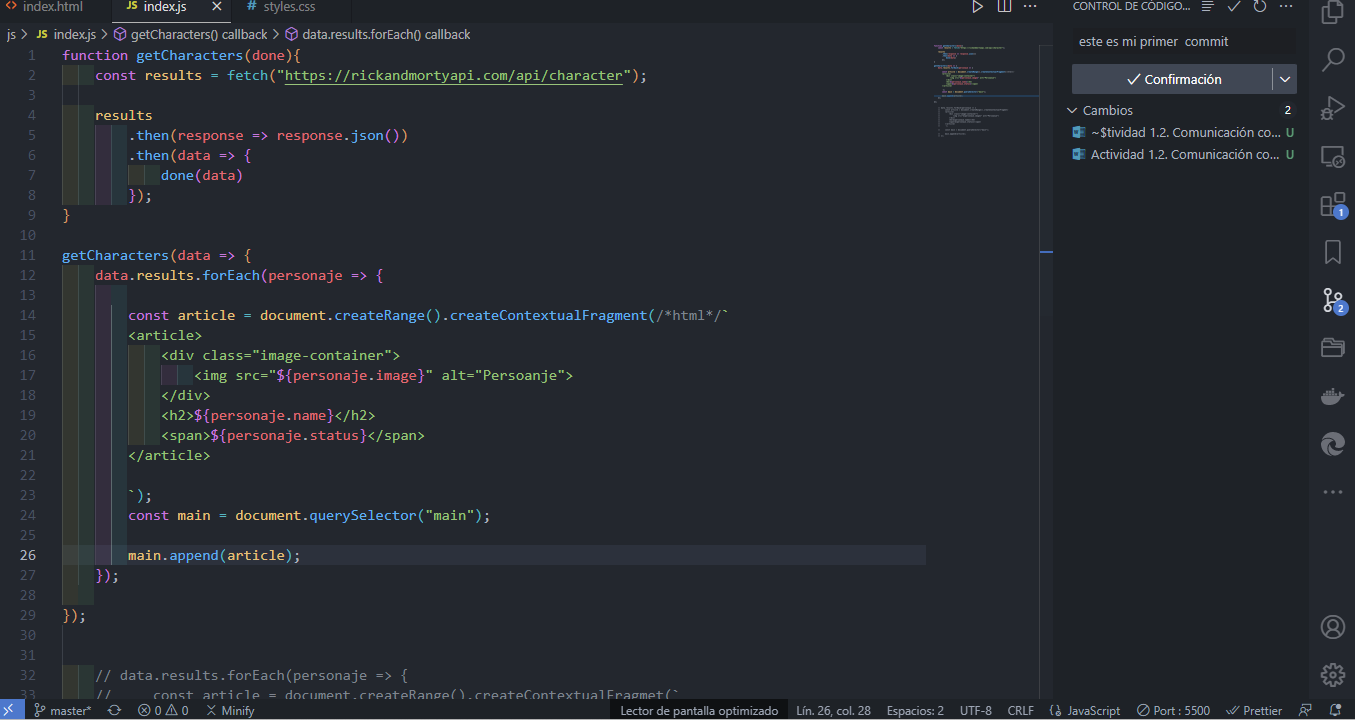 index.html
JS index.js
# styles.css
js > JS index.js > getCharacters() callback > data.results.forEach() callback
1 function getCharacters(done){
2 const results = fetch("https://rickandmortyapi.com/api/character");
3
4 results
5 .then(response => response.json())
6 .then(data => {
7 done(data)
8 });
9 }
10
11 getCharacters(data => {
12 data.results.forEach(personaje => {
13
14 const article = document.createRange().createContextualFragment(/*html*/`
15 <article>
16 <div class="image-container">
17 <img src="${personaje.image}" alt="Persoanje">
18 </div>
19 <h2>${personaje.name}</h2>
20 <span>${personaje.status}</span>
21 </article>
22
23 `);
24 const main = document.querySelector("main");
25
26 main.append(article);
27 });
28
29 });
30
31
32 // data.results.forEach(personaje => {
33 // const article = document.createRange().createContextualFragmet(`
CONTROL DE CÓDIGO...
este es mi primer commit
Confirmación
Cambios 2
~$tividad 1.2. Comunicación co... U
Actividad 1.2. Comunicación co... U
1
2
master* 0 0 Minify Lector de pantalla optimizado Lín. 26, col. 28 Espacios: 2 UTF-8 CRLF {} JavaScript Port : 5500 Prettier